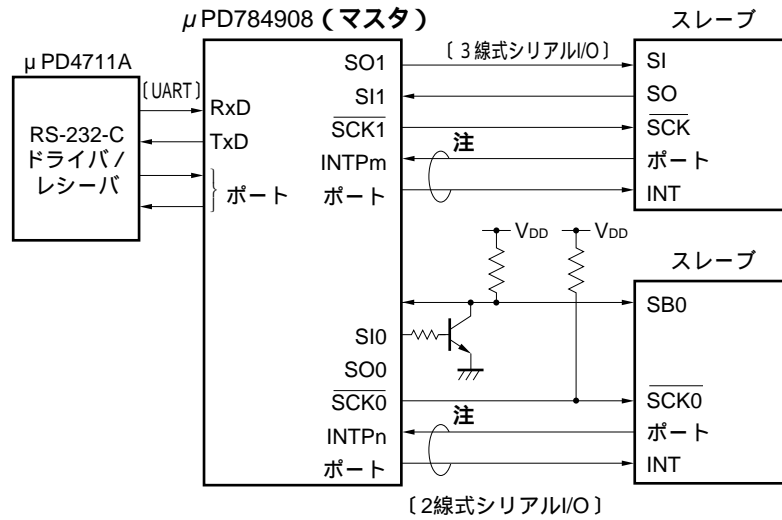 μPD784908（マスタ）
μPD4711A
〔UART〕
RS-232-C
ドライバ/
レシーバ
RxD
TxD
ポート
SO1
SI1
SCK1
INTPm
ポート
〔3線式シリアルI/O〕
注
スレーブ
SI
SO
SCK
ポート
INT
VDD
VDD
SI0
SO0
SCK0
INTPn
ポート
注
スレーブ
SB0
SCK0
ポート
INT
〔2線式シリアルI/O〕